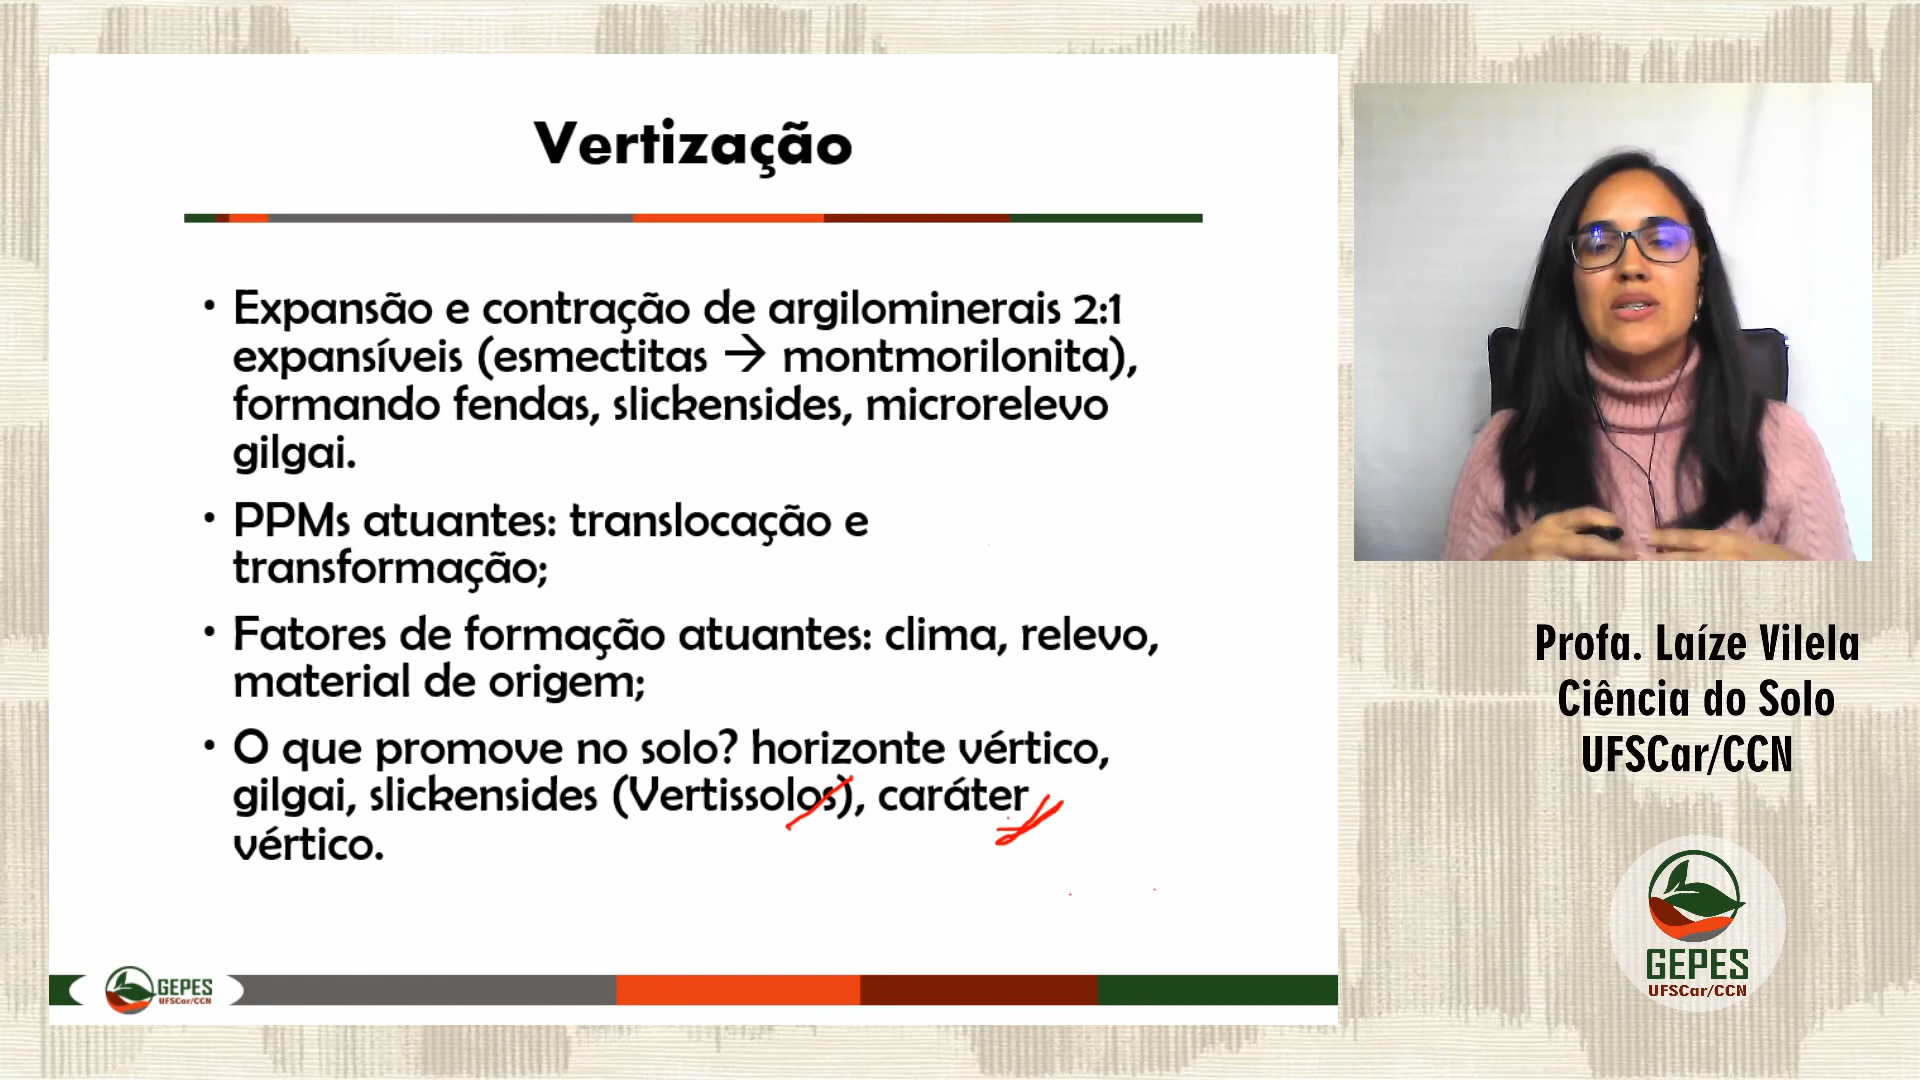 Vertização
• Expansão e contração de argilominerais 2:1
expansíveis (esmectitas → montmorilonita),
formando fendas, slickensides, microrelevo
gilgai.
• PPMs atuantes: translocação e
transformação;
• Fatores de formação atuantes: clima, relevo,
material de origem;
• O que promove no solo? horizonte vértico,
gilgai, slickensides (Vertissolos), caráter
vértico.
GEPES
UFSCar/CCN
Profa. Laíze Vilela
Ciência do Solo
UFSCar/CCN
GEPES
UFSCar/CCN